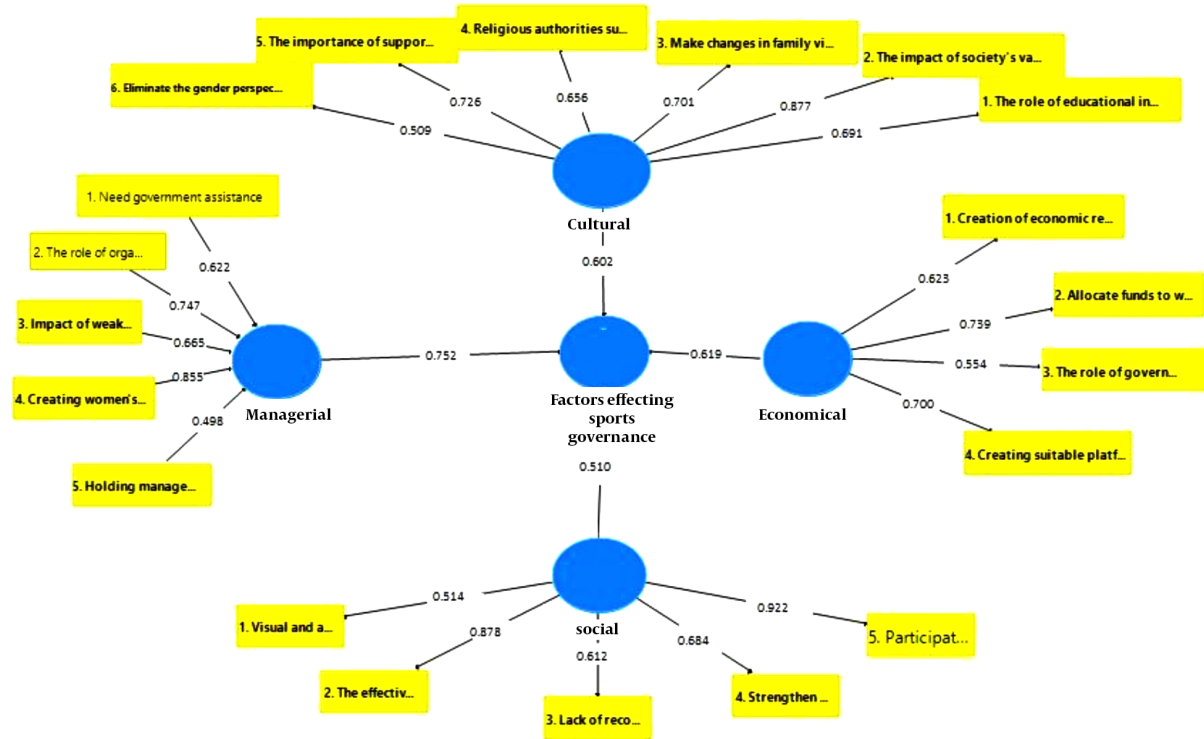 4. Religious authorities su...
5. The importance of suppor...
3. Make changes in family vi...
2. The impact of society's va...
6. Eliminate the gender perspec...
1. The role of educational in...
0.726
0.656
0.701
0.877
0.509
0.691
Cultural
0.602
1. Need government assistance
2. The role of orga...
3. Impact of weak...
4. Creating women's...
5. Holding manage...
0.622
0.747
0.665
0.855
0.498
Managerial
0.752
Factors effecting
sports
governance
0.619
Economical
1. Creation of economic re...
2. Allocate funds to w...
3. The role of govern...
4. Creating suitable platf...
0.623
0.739
0.554
0.700
0.510
social
0.514
0.878
0.612
0.684
0.922
1. Visual and a...
2. The effectiv...
3. Lack of reco...
4. Strengthen ...
5. Participat...